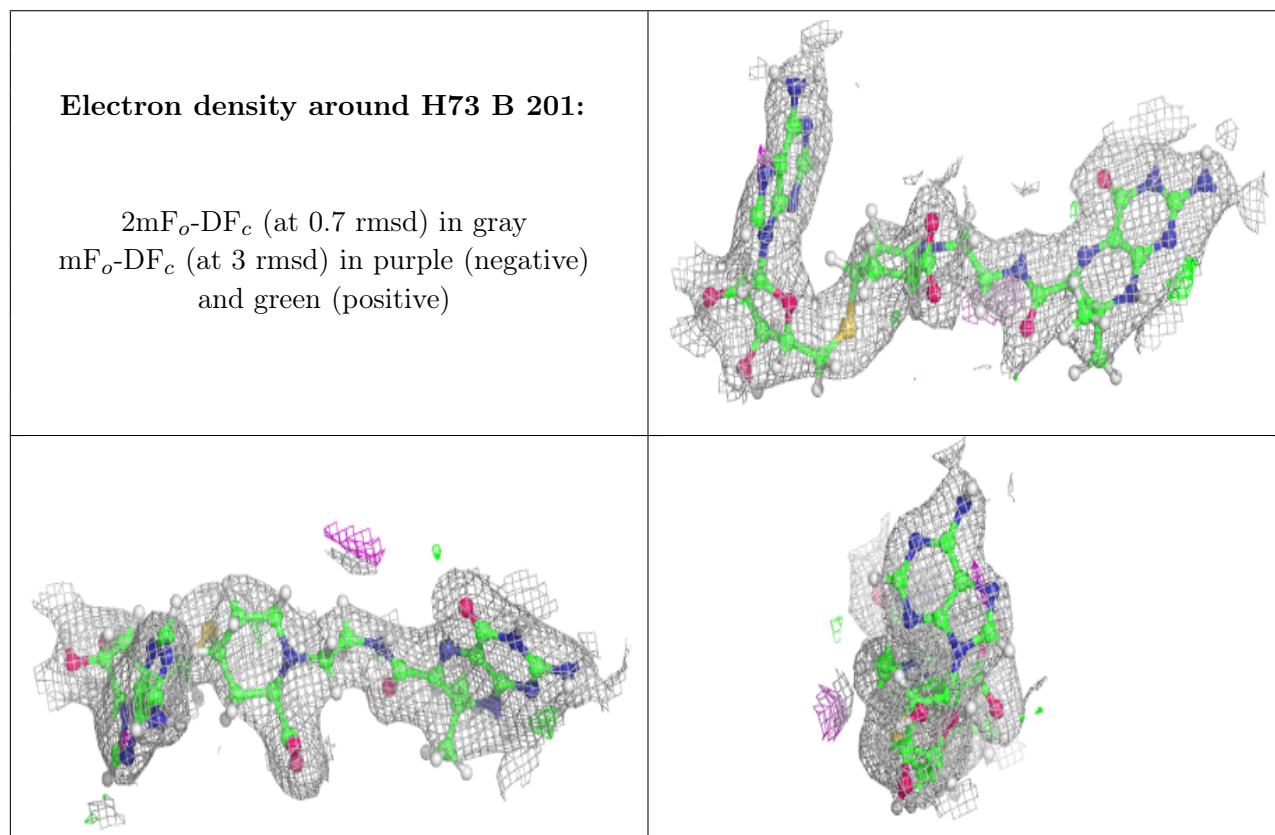 Electron density around H73 B 201:
2mFo-DFc (at 0.7 rmsd) in gray
mFo-DFc (at 3 rmsd) in purple (negative)
and green (positive)